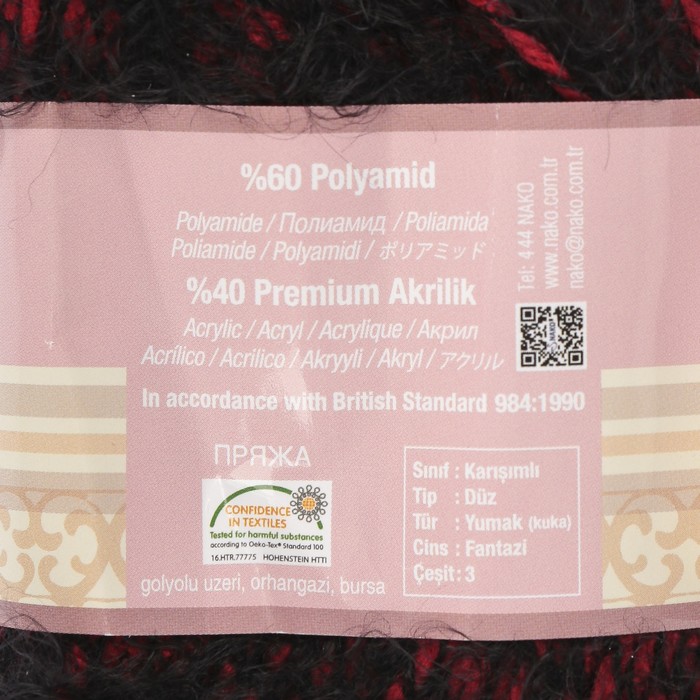 %60 Polyamid
Polyamide / Полиамид / Poliamida
Poliamide / Polyamidi / ポリアミッド
%40 Premium Akrilik
Acrylic / Acryl / Acrylique / Акрил
Acrílico / Acrilico / Akryyli / Akryl / アクリル
In accordance with British Standard 984:1990
Tel: 444 NAKO
www.nako.com.tr
nako@nako.com.tr
NAKO
ПРЯЖА
CONFIDENCE
IN TEXTILES
Tested for harmful substances
according to Oeko-Tex® Standard 100
16.HTR.77775 HOHENSTEIN HTTI
golyolu uzeri, orhangazi, bursa
Sınıf : Karışımlı
Tip : Düz
Tür : Yumak (kuka)
Cins : Fantazi
Çeşit : 3